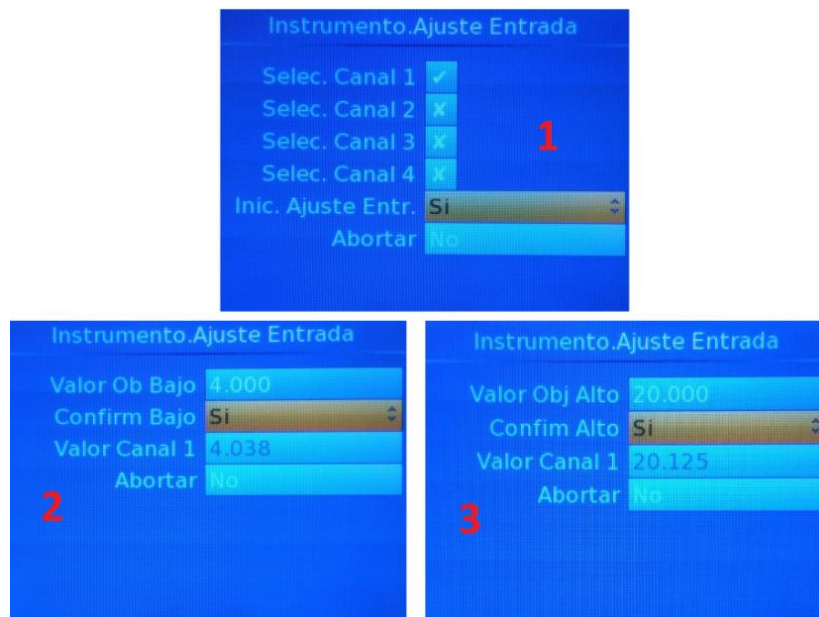 Instrumento.Ajuste Entrada
Selec. Canal 1 ✓
Selec. Canal 2 ✗
Selec. Canal 3 ✗
Selec. Canal 4 ✗
Inic. Ajuste Entr. Si
Abortar No
1
Instrumento.Ajuste Entrada
Valor Ob Bajo 4.000
Confirm Bajo Si
Valor Canal 1 4.038
Abortar No
2
Instrumento.Ajuste Entrada
Valor Obj Alto 20.000
Confim Alto Si
Valor Canal 1 20.125
Abortar No
3